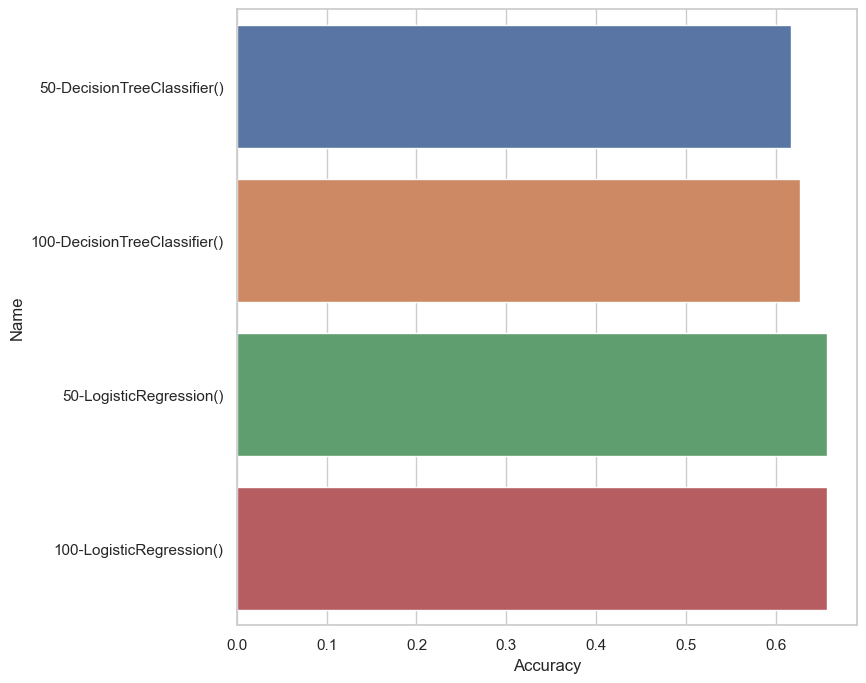 50-DecisionTreeClassifier()
100-DecisionTreeClassifier()
Name
50-LogisticRegression()
100-LogisticRegression()
0.0 0.1 0.2 0.3 0.4 0.5 0.6
Accuracy